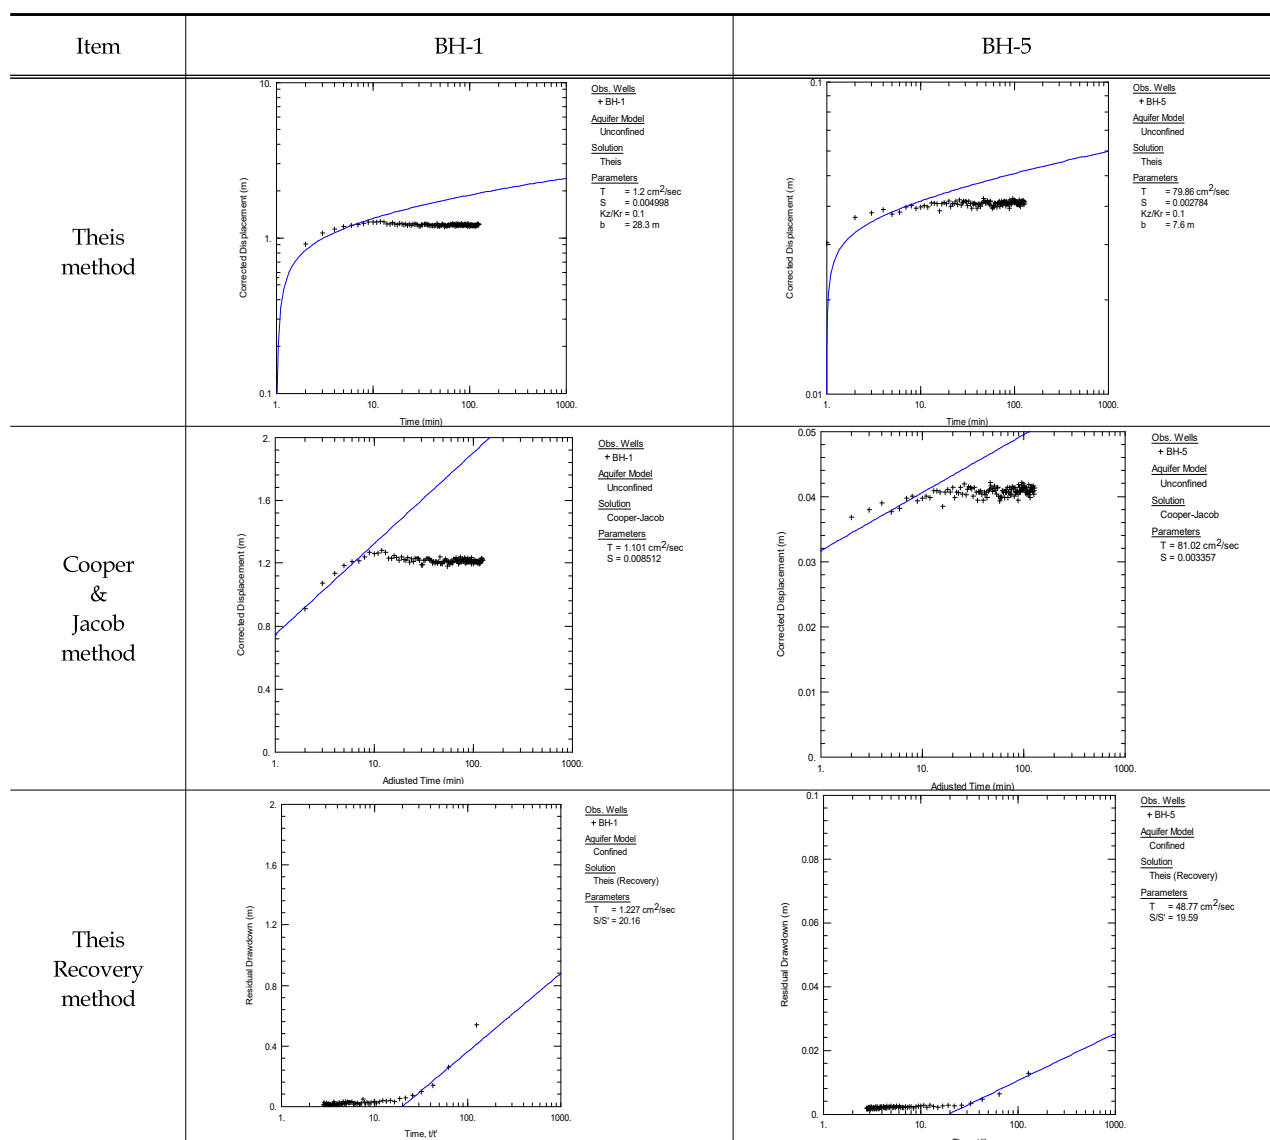 Item BH-1 BH-5
Theis
method
10.
1.
0.1
1. 10. 100. 1000.
Time (min)
Corrected Displacement (m)
Obs. Wells
+ BH-1
Aquifer Model
Unconfined
Solution
Theis
Parameters
T = 1.2 cm2/sec
S = 0.004998
Kz/Kr = 0.1
b = 28.3 m
0.1
0.01
1. 10. 100. 1000.
Time (min)
Corrected Displacement (m)
Obs. Wells
+ BH-5
Aquifer Model
Unconfined
Solution
Theis
Parameters
T = 79.86 cm2/sec
S = 0.002784
Kz/Kr = 0.1
b = 7.6 m
Cooper
&
Jacob
method
2.
1.6
1.2
0.8
0.4
0.
1. 10. 100. 1000.
Adjusted Time (min)
Corrected Displacement (m)
Obs. Wells
+ BH-1
Aquifer Model
Unconfined
Solution
Cooper-Jacob
Parameters
T = 1.101 cm2/sec
S = 0.008512
0.05
0.04
0.03
0.02
0.01
0.
1. 10. 100. 1000.
Adjusted Time (min)
Corrected Displacement (m)
Obs. Wells
+ BH-5
Aquifer Model
Unconfined
Solution
Cooper-Jacob
Parameters
T = 81.02 cm2/sec
S = 0.003357
Theis
Recovery
method
2.
1.6
1.2
0.8
0.4
0.
1. 10. 100. 1000.
Time, t/t'
Residual Drawdown (m)
Obs. Wells
+ BH-1
Aquifer Model
Confined
Solution
Theis (Recovery)
Parameters
T = 1.227 cm2/sec
S/S' = 20.16
0.1
0.08
0.06
0.04
0.02
0.
1. 10. 100. 1000.
Residual Drawdown (m)
Obs. Wells
+ BH-5
Aquifer Model
Confined
Solution
Theis (Recovery)
Parameters
T = 48.77 cm2/sec
S/S' = 19.59